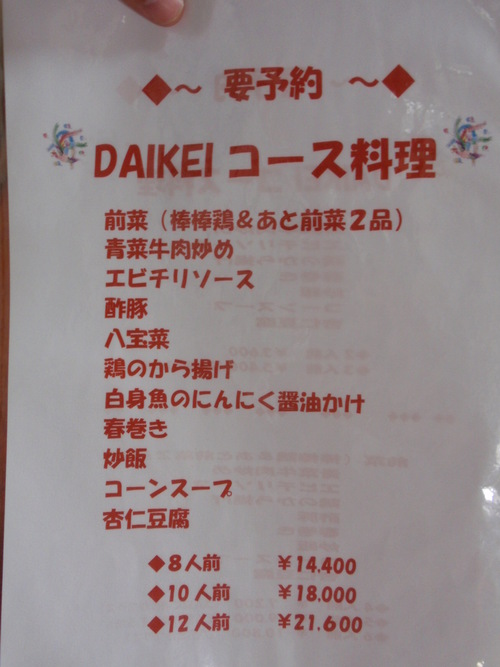 ◆～ 要予約 ～◆
DAIKEI コース料理
前菜（棒棒鶏＆あと前菜２品）
青菜牛肉炒め
エビチリソース
酢豚
八宝菜
鶏のから揚げ
白身魚のにんにく醤油かけ
春巻き
炒飯
コーンスープ
杏仁豆腐
◆8人前 ￥14,400
◆10人前 ￥18,000
◆12人前 ￥21,600